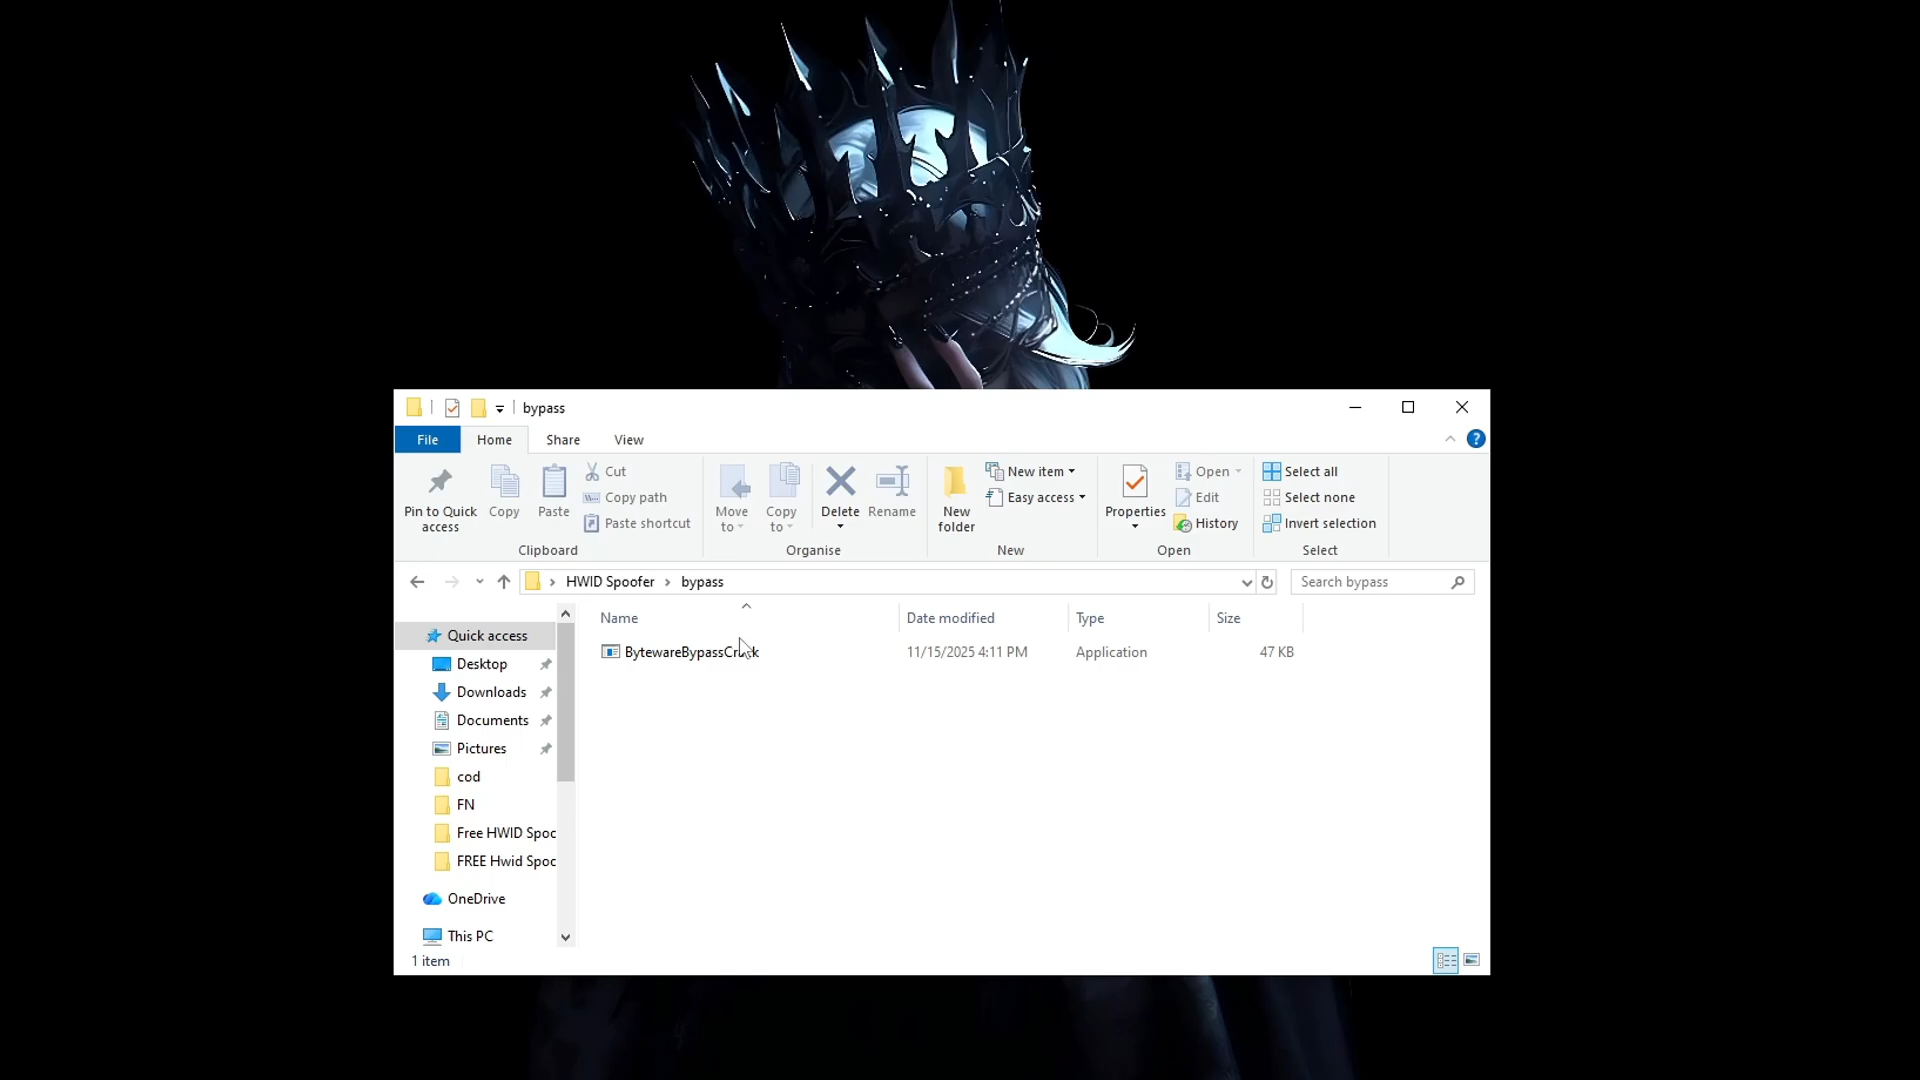 bypass
File Home Share View
Pin to Quick access
Copy
Paste
Cut
Copy path
Paste shortcut
Clipboard
Move to
Copy to
Delete
Rename
Organise
New folder
New item
Easy access
New
Properties
Open
Edit
History
Open
Select all
Select none
Invert selection
Select
HWID Spoofer bypass
Search bypass
Name Date modified Type Size
BytewareBypassCrack 11/15/2025 4:11 PM Application 47 KB
Quick access
Desktop
Downloads
Documents
Pictures
cod
FN
Free HWID Spoo
FREE Hwid Spoo
OneDrive
This PC
1 item